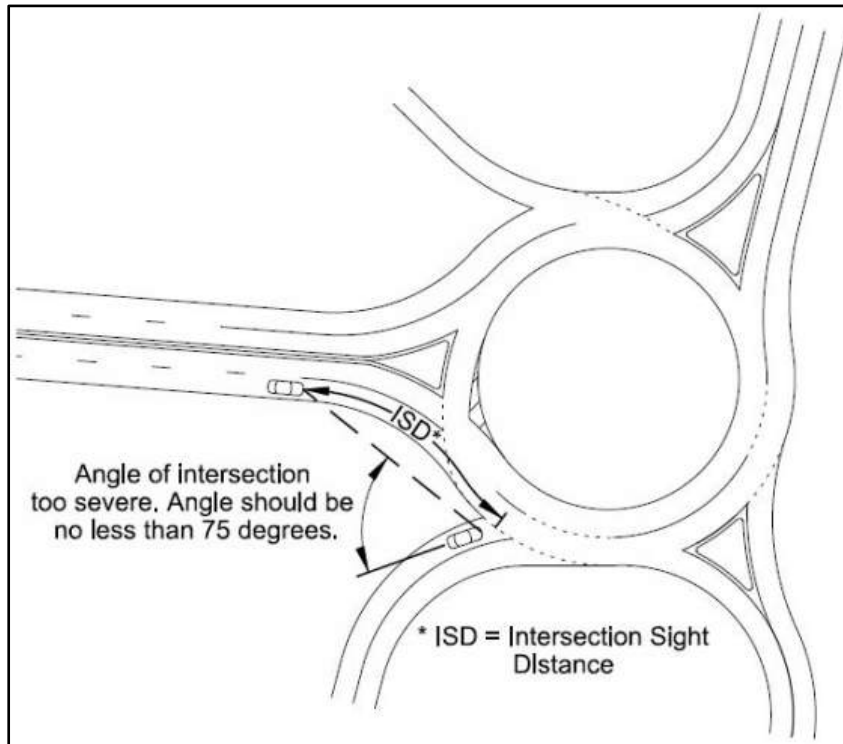 ISD*
Angle of intersection
too severe. Angle should be
no less than 75 degrees.
* ISD = Intersection Sight
Distance